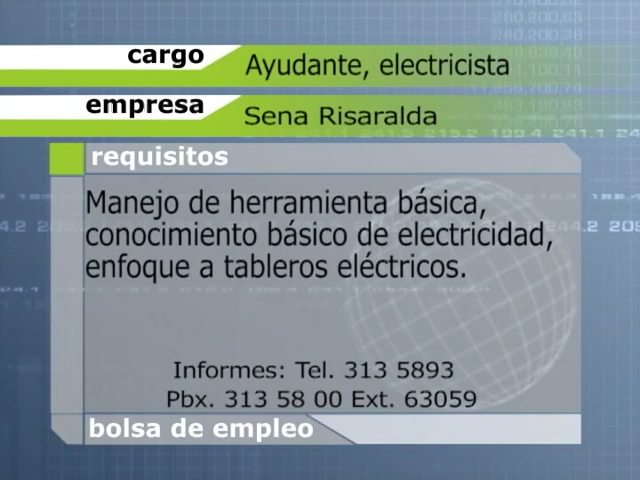 cargo
Ayudante, electricista
empresa
Sena Risaralda
requisitos
Manejo de herramienta básica,
conocimiento básico de electricidad,
enfoque a tableros eléctricos.
Informes: Tel. 313 5893
Pbx. 313 58 00 Ext. 63059
bolsa de empleo